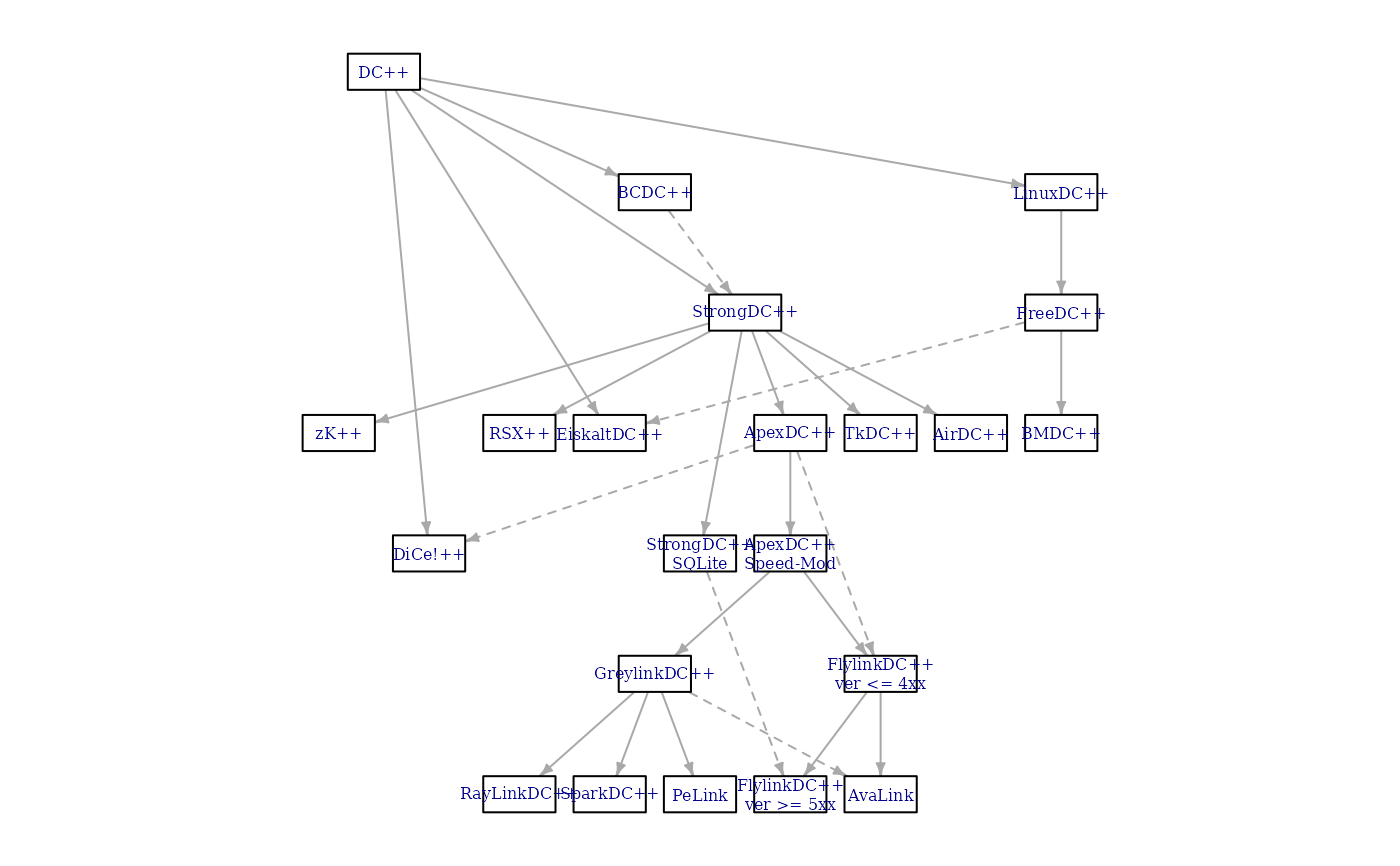 DC++
BCDC++
LinuxDC++
StrongDC++
FreeDC++
zK++
RSX++
EiskaltDC++
ApexDC++
TkDC++
AirDC++
BMDC++
DiCe!++
StrongDC++
SQLite
ApexDC++
Speed-Mod
GreylinkDC++
FlylinkDC++
ver <= 4xx
RayLinkDC++
SparkDC++
PeLink
FlylinkDC++
ver >= 5xx
AvaLink